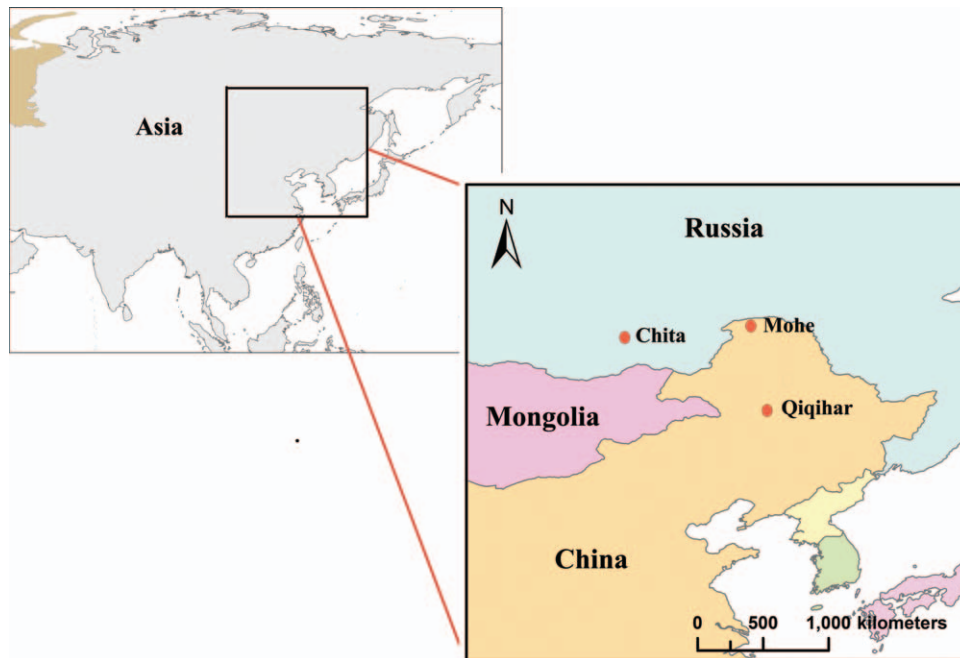 Asia
N
Russia
Chita
Mohe
Mongolia
Qiqihar
China
0 500 1,000 kilometers